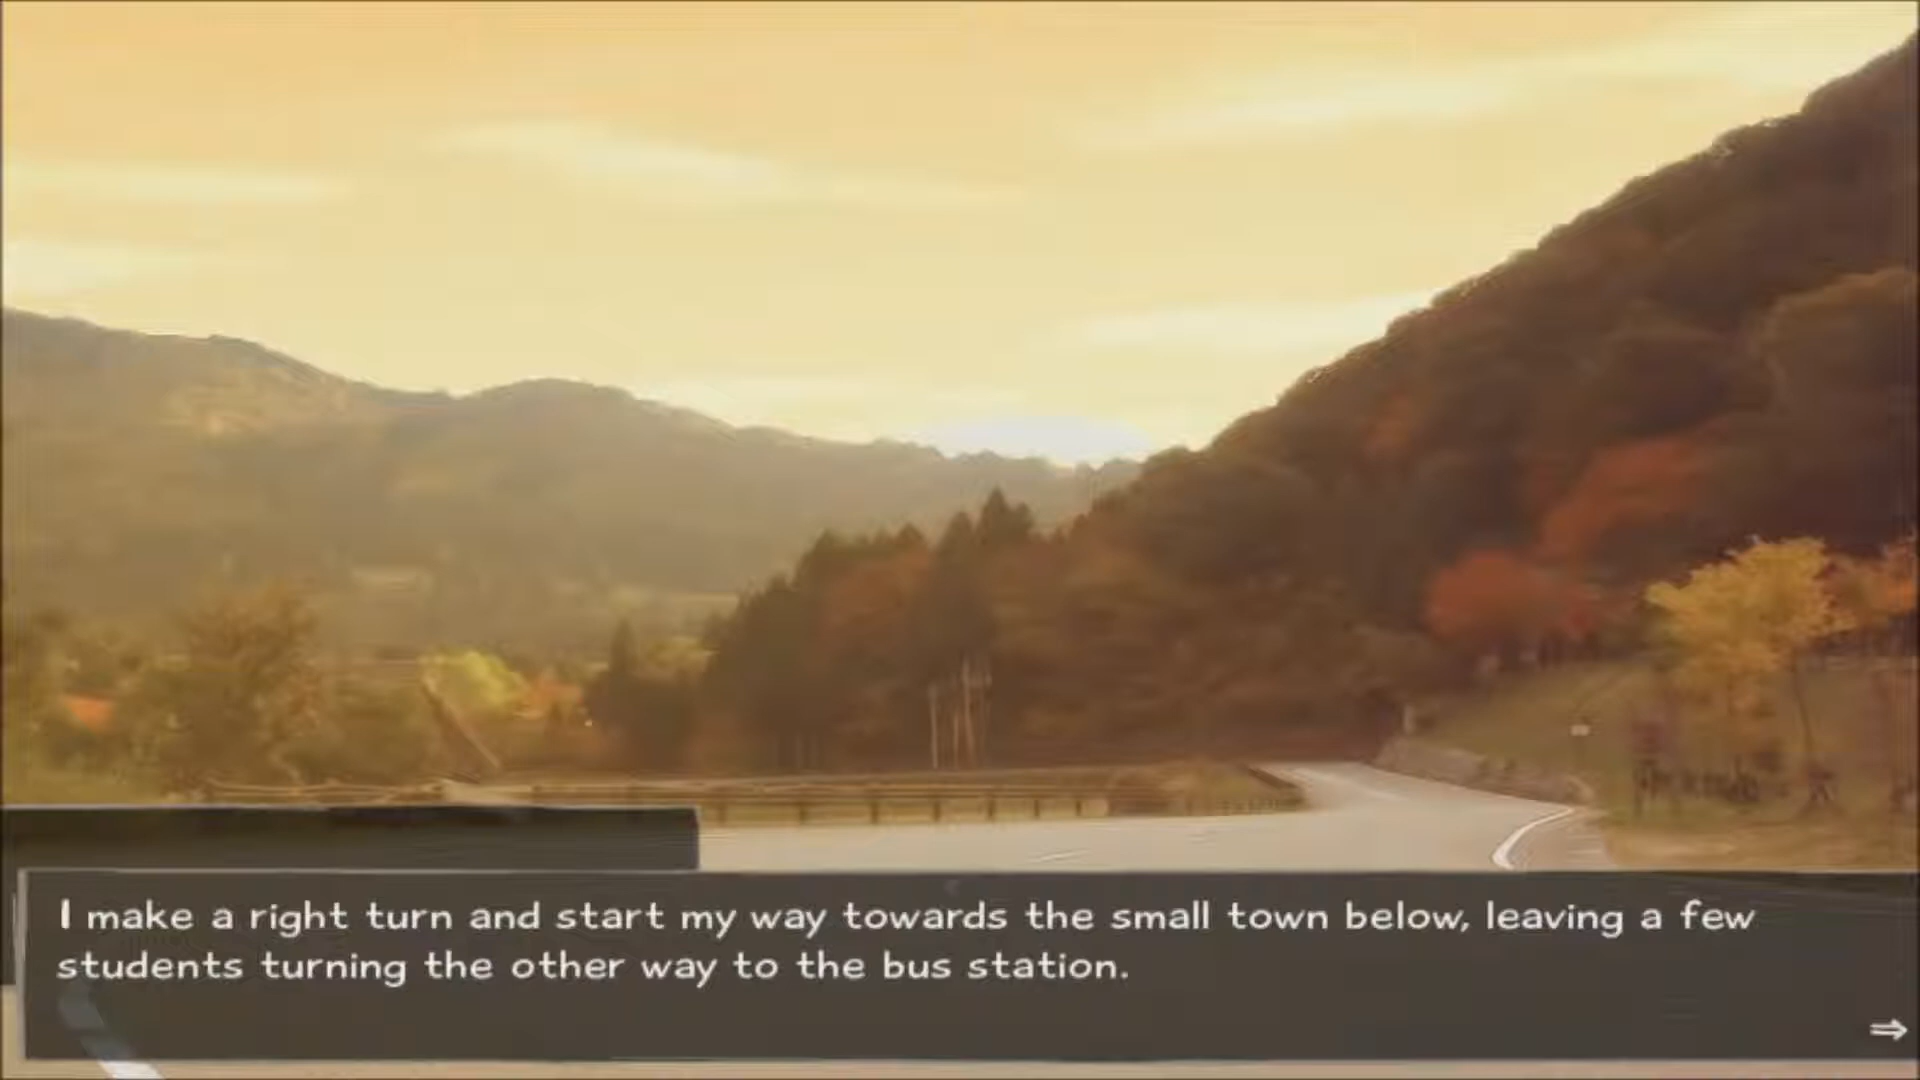 I make a right turn and start my way towards the small town below, leaving a few
students turning the other way to the bus station.